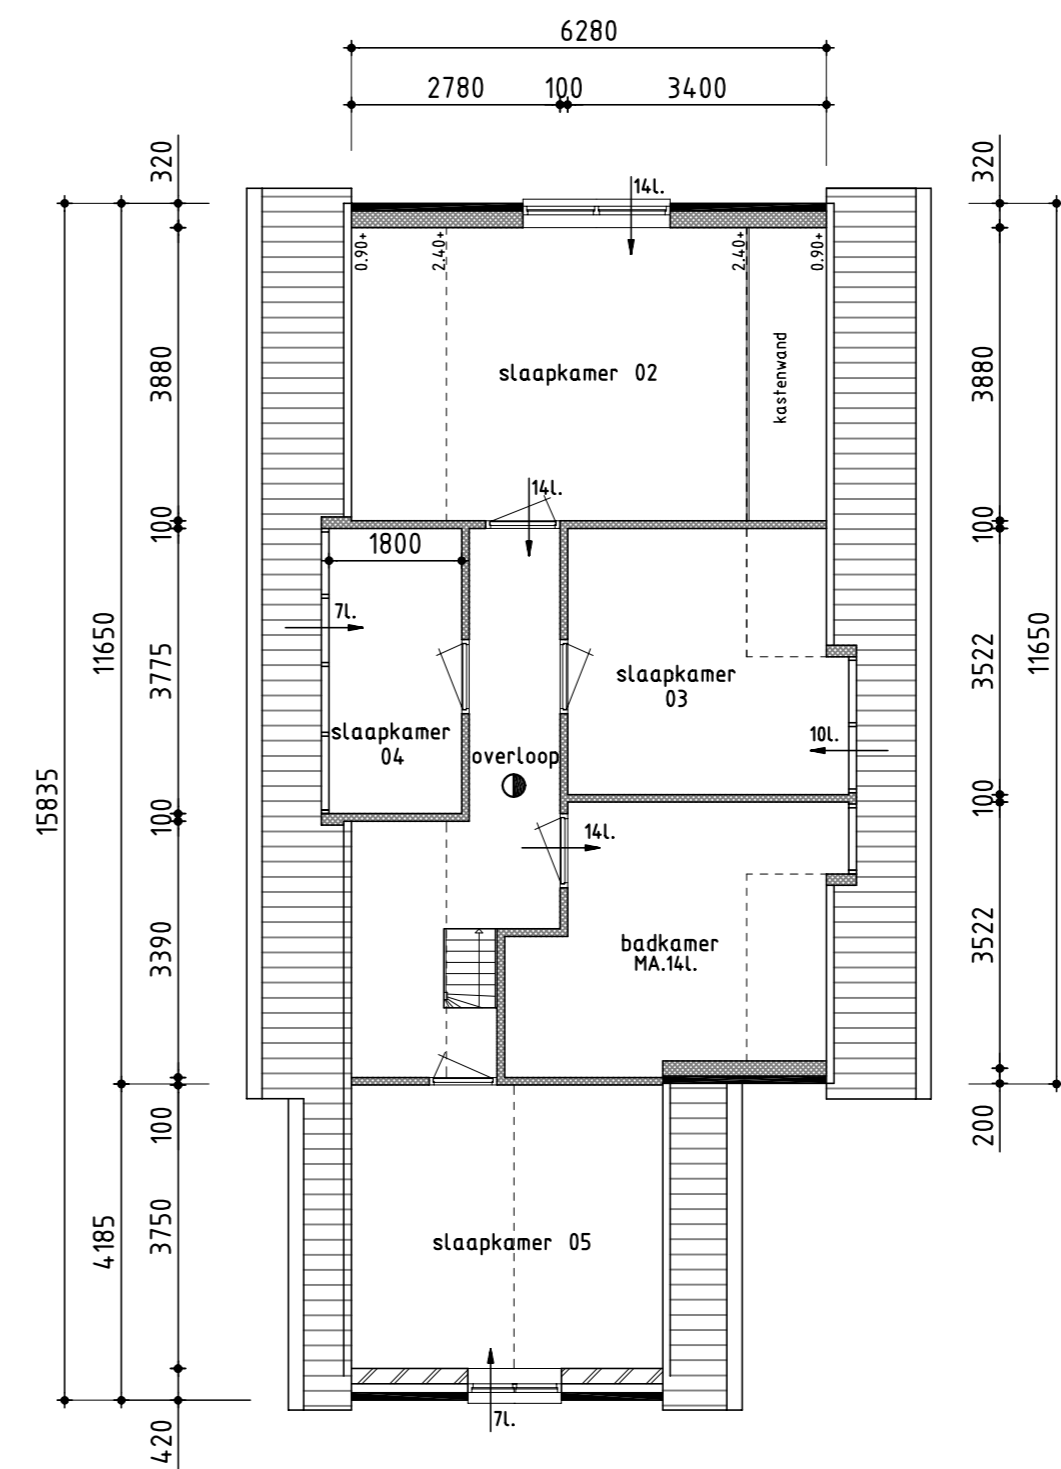 6280
2780 100 3400
320 320
14l.
0.90+ 2.40+ 2.40+ 0.90+
3880 3880
slaapkamer 02
kastenwand
14l.
100 100
1800
7l.
11650 3775 3522 11650
slaapkamer
03
slaapkamer
04
10l.
overloop
15835
100 100
14l.
3390 3522
badkamer
MA.14l.
100 200
4185 3750
slaapkamer 05
7l.
420